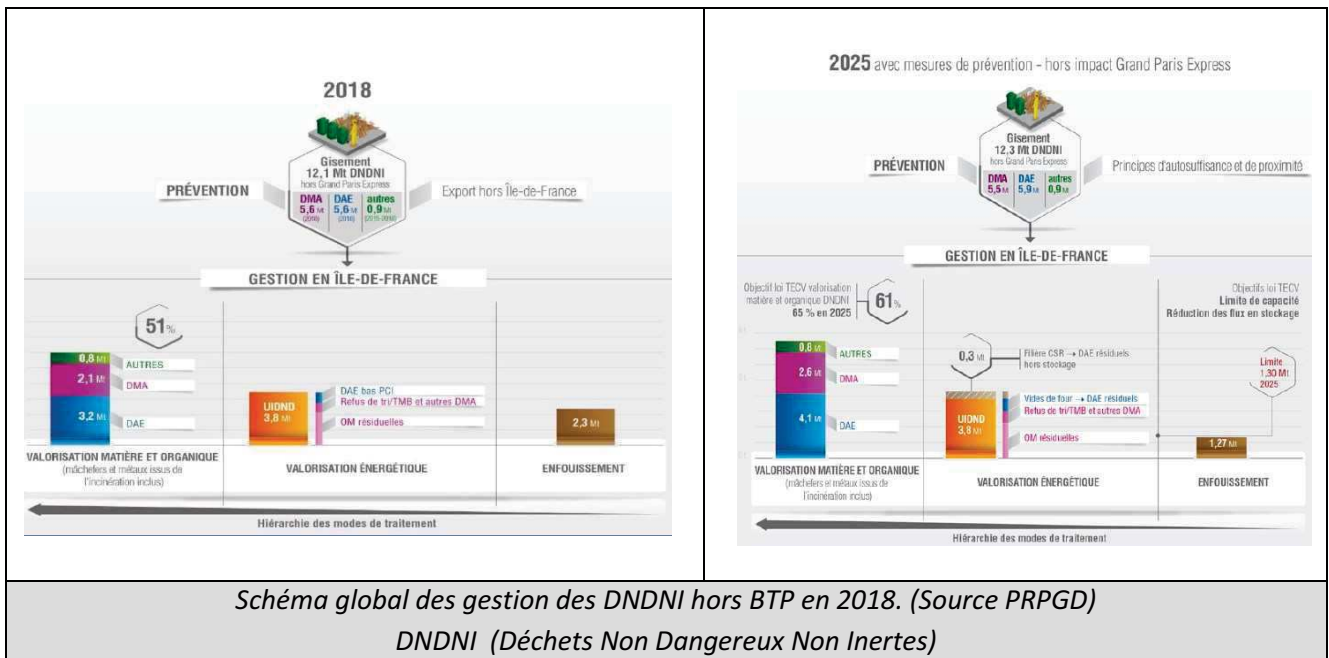 2018
Gisement
12,1 Mt DNDNI
hors Grand Paris Express
PRÉVENTION
Export hors Île-de-France
DMA DAE autres
5,6 Mt 5,6 Mt 0,9 Mt
GESTION EN ÎLE-DE-FRANCE
51%
0,8 Mt AUTRES
2,1 Mt DMA
3,2 Mt DAE
UIDND
3,8 Mt
DAE bas PCI
Refus de tri/TMB et autres DMA
OM résiduelles
2,3 Mt
VALORISATION MATIÈRE ET ORGANIQUE
(mâchefers et métaux issus de
l'incinération inclus)
VALORISATION ÉNERGÉTIQUE
ENFOUISSEMENT
Hiérarchie des modes de traitement
2025 avec mesures de prévention - hors impact Grand Paris Express
Gisement
12,3 Mt DNDNI
hors Grand Paris Express
PRÉVENTION
Principes d'autosuffisance et de proximité
DMA DAE autres
5,5 Mt 5,9 Mt 0,9 Mt
GESTION EN ÎLE-DE-FRANCE
Objectif loi TECV valorisation
matière et organique DNDNI
65 % en 2025
61%
Objectifs loi TECV
Limite de capacité
Réduction des flux en stockage
0,8 Mt AUTRES
2,6 Mt DMA
4,1 Mt DAE
0,3 Mt
Filière CSR → DAE résiduels
hors stockage
UIDND
3,8 Mt
Vides de four → DAE résiduels
Refus de tri/TMB et autres DMA
OM résiduelles
Limite
1,30 Mt
2025
1,27 Mt
VALORISATION MATIÈRE ET ORGANIQUE
(mâchefers et métaux issus de
l'incinération inclus)
VALORISATION ÉNERGÉTIQUE
ENFOUISSEMENT
Hiérarchie des modes de traitement
Schéma global des gestion des DNDNI hors BTP en 2018. (Source PRPGD)
DNDNI (Déchets Non Dangereux Non Inertes)